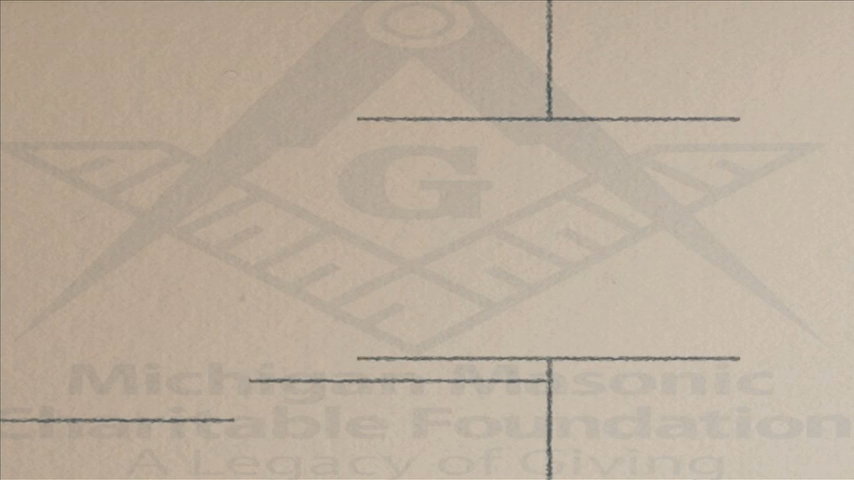 G
Michigan Masonic
Charitable Foundation
A Legacy of Giving